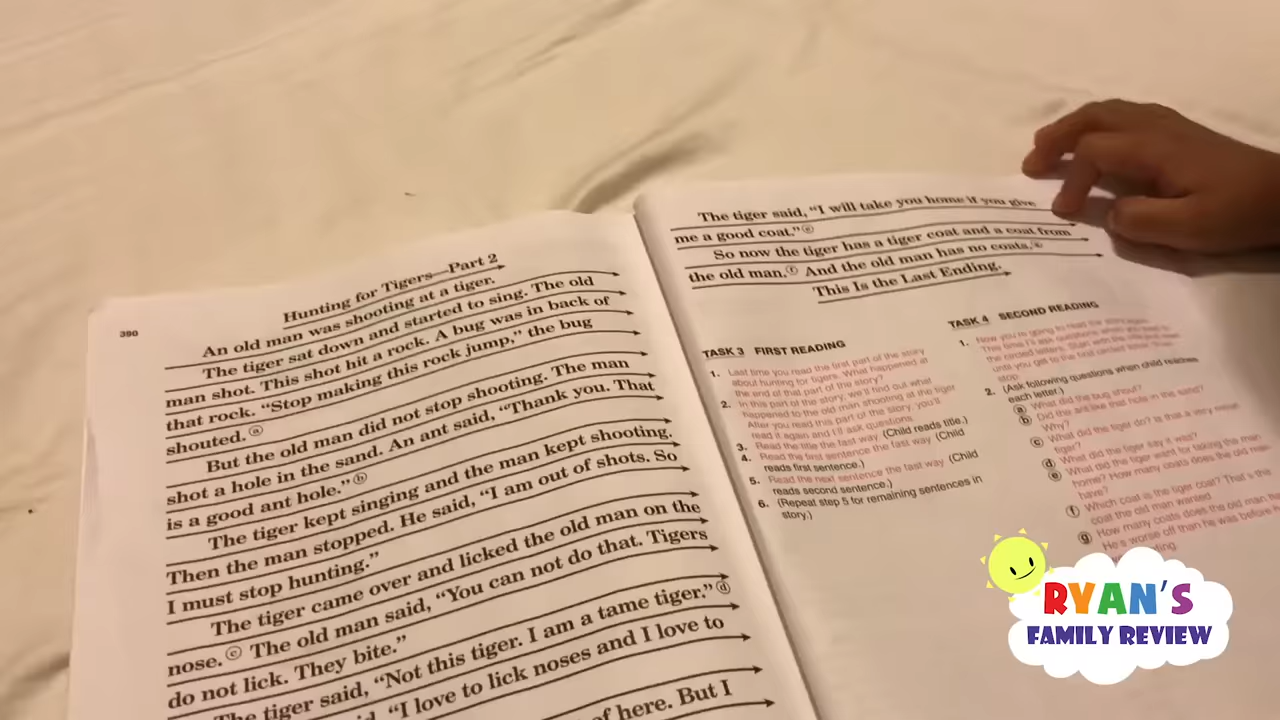 390
Hunting for Tigers—Part 2
An old man was shooting at a tiger.
The tiger sat down and started to sing. The old
man shot. This shot hit a rock. A bug was in back of
that rock. “Stop making this rock jump,” the bug
shouted.ⓐ
But the old man did not stop shooting. The man
shot a hole in the sand. An ant said, “Thank you. That
is a good ant hole.”ⓑ
The tiger kept singing and the man kept shooting.
Then the man stopped. He said, “I am out of shots. So
I must stop hunting.”
The tiger came over and licked the old man on the
nose.ⓒ The old man said, “You can not do that. Tigers
do not lick. They bite.”
The tiger said, “Not this tiger. I am a tame tiger.”ⓓ
“I love to lick noses and I love to
of here. But I
The tiger said, “I will take you home if you give
me a good coat.”ⓔ
So now the tiger has a tiger coat and a coat from
the old man.ⓕ And the old man has no coats.ⓖ
This Is the Last Ending.
TASK 3 FIRST READING
1. Last time you read the first part of the story
about hunting for tigers. What happened at
the end of that part of the story?
2. In this part of the story, we'll find out what
happened to the old man shooting at the tiger
After you read this part of the story, you'll
read it again and I'll ask questions.
3. Read the title the fast way. (Child reads title.)
4. Read the first sentence the fast way. (Child
reads first sentence.)
5. Read the next sentence the fast way. (Child
reads second sentence.)
6. (Repeat step 5 for remaining sentences in
story.)
TASK 4 SECOND READING
1. Now you're going to read the story again.
This time I'll ask questions when you get to
the circled letters. Start with the title and read
until you get to the first circled letter. Then
stop.
2. (Ask following questions when child reaches
each letter.)
ⓐ What did the bug shout?
ⓑ Did the ant like that hole in the sand?
Why?
ⓒ What did the tiger do? Is that a very mean
tiger?
ⓓ What did the tiger say it was?
ⓔ What did the tiger want for taking the man
home? How many coats does the old man
have?
ⓕ Which coat is the tiger coat? That's the
coat the old man wanted.
ⓖ How many coats does the old man have
He's worse off than he was before he
RYAN'S
FAMILY REVIEW